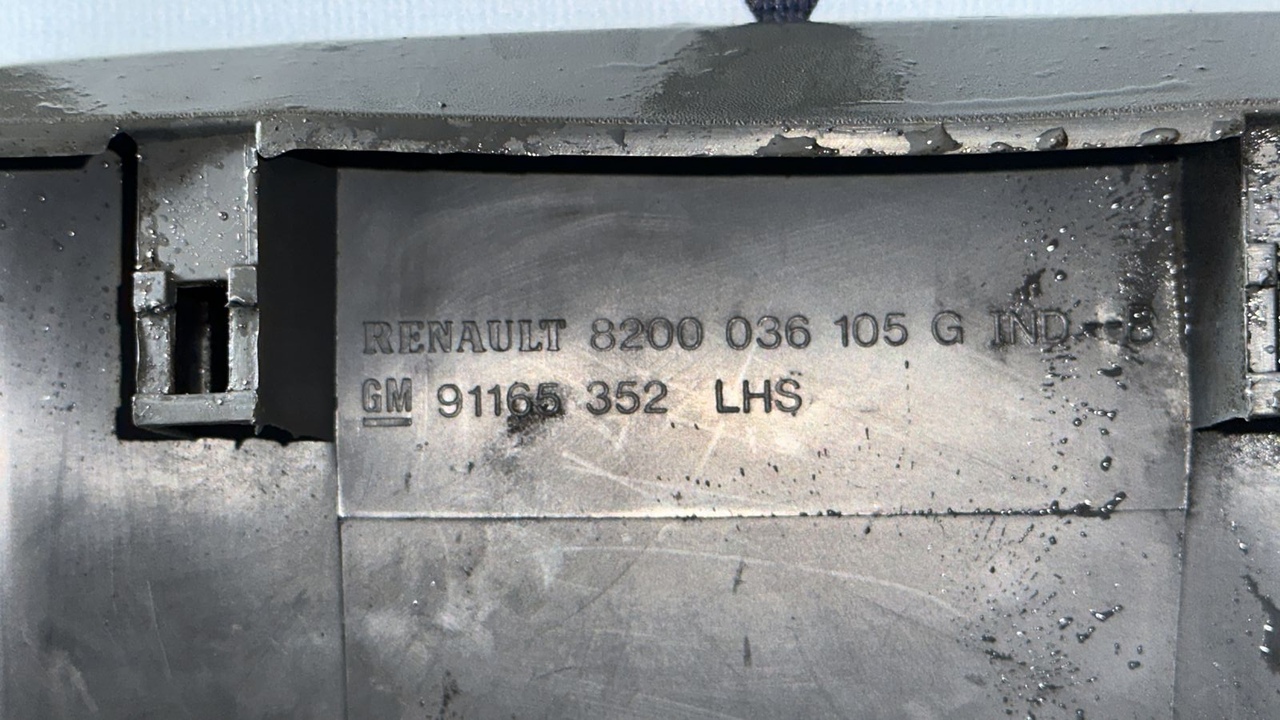 RENAULT 8200 036 105 G IND - B
GM 91165 352 LHS